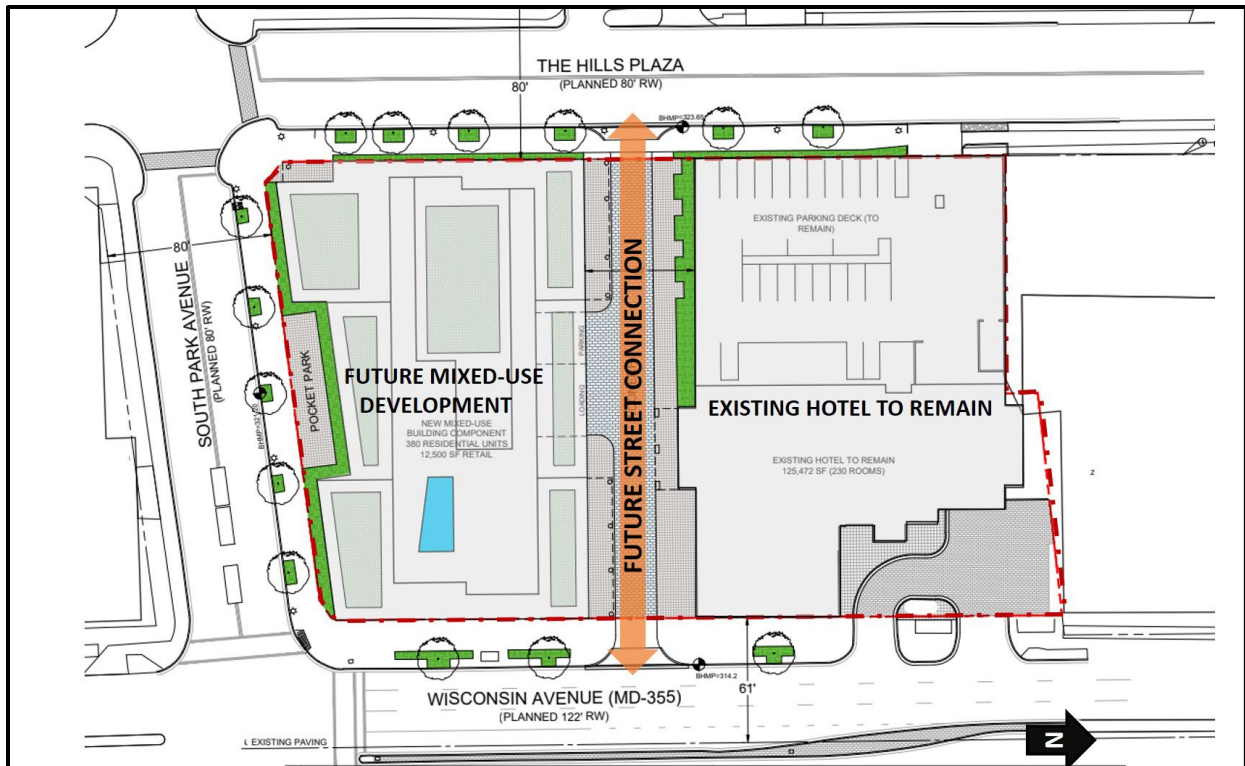 THE HILLS PLAZA
(PLANNED 80' RW)
80'
BHMP=323.65
80'
SOUTH PARK AVENUE
(PLANNED 80' RW)
POCKET PARK
FUTURE MIXED-USE
DEVELOPMENT
NEW MIXED-USE
BUILDING COMPONENT
380 RESIDENTIAL UNITS
12,500 SF RETAIL
PARKING
LOADING
FUTURE STREET CONNECTION
EXISTING PARKING DECK (TO
REMAIN)
EXISTING HOTEL TO REMAIN
EXISTING HOTEL TO REMAIN
125,472 SF (230 ROOMS)
z
BHMP=314.2
WISCONSIN AVENUE (MD-355)
(PLANNED 122' RW)
61'
EXISTING PAVING
N